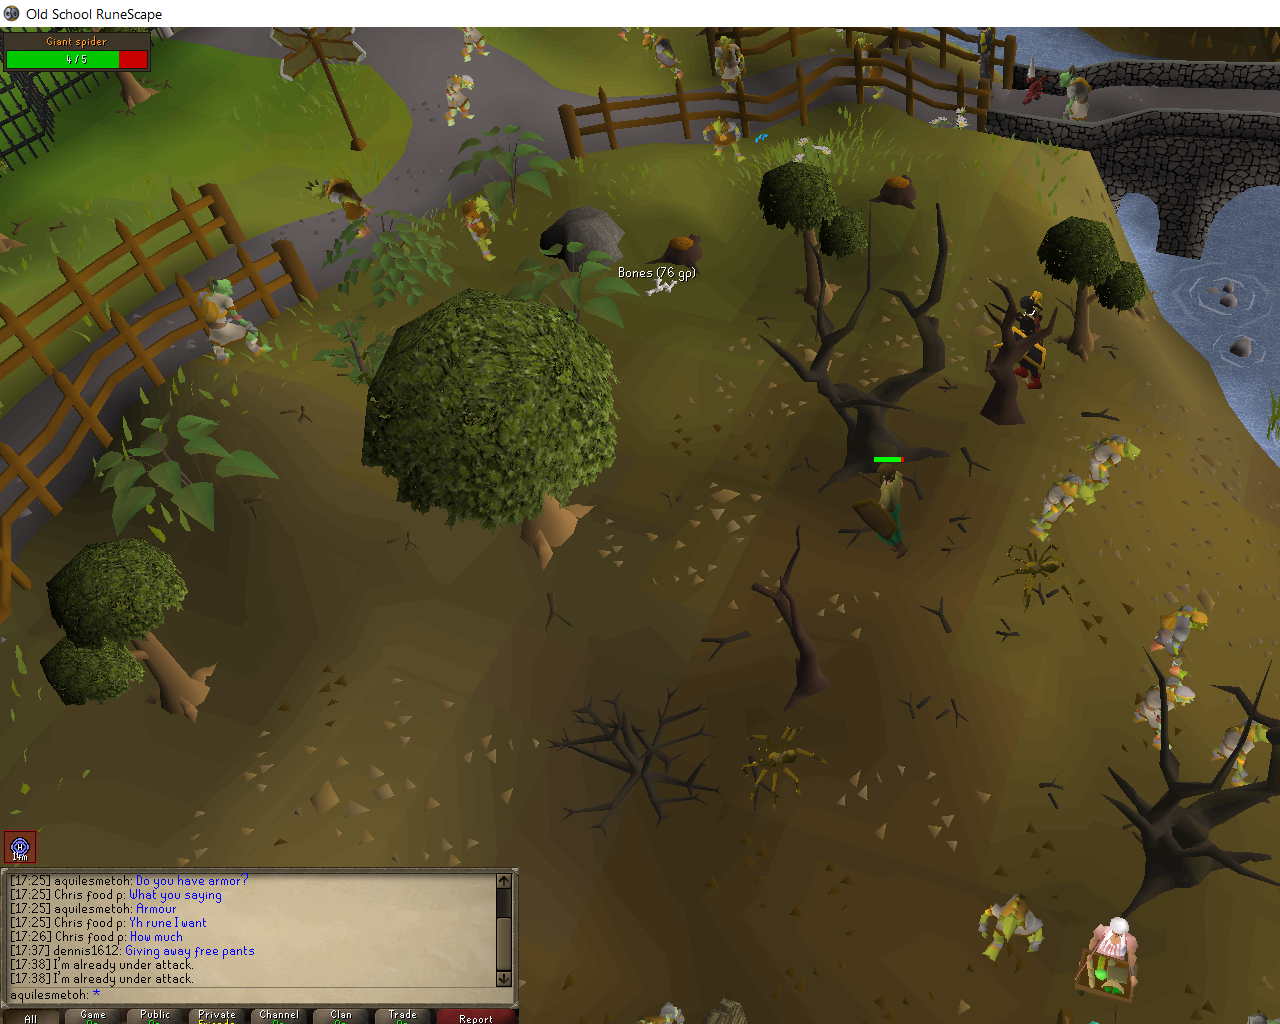 Old School RuneScape
Giant spider
4 / 5
Bones (76 gp)
14m
[17:25] aquilesmetoh: Do you have armor?
[17:25] Chris food p: What you saying
[17:25] aquilesmetoh: Armour
[17:25] Chris food p: Yh rune I want
[17:26] Chris food p: How much
[17:37] dennis1612: Giving away free pants
[17:38] I'm already under attack.
[17:38] I'm already under attack.
aquilesmetoh: *
All Game Public Private Channel Clan Trade Report